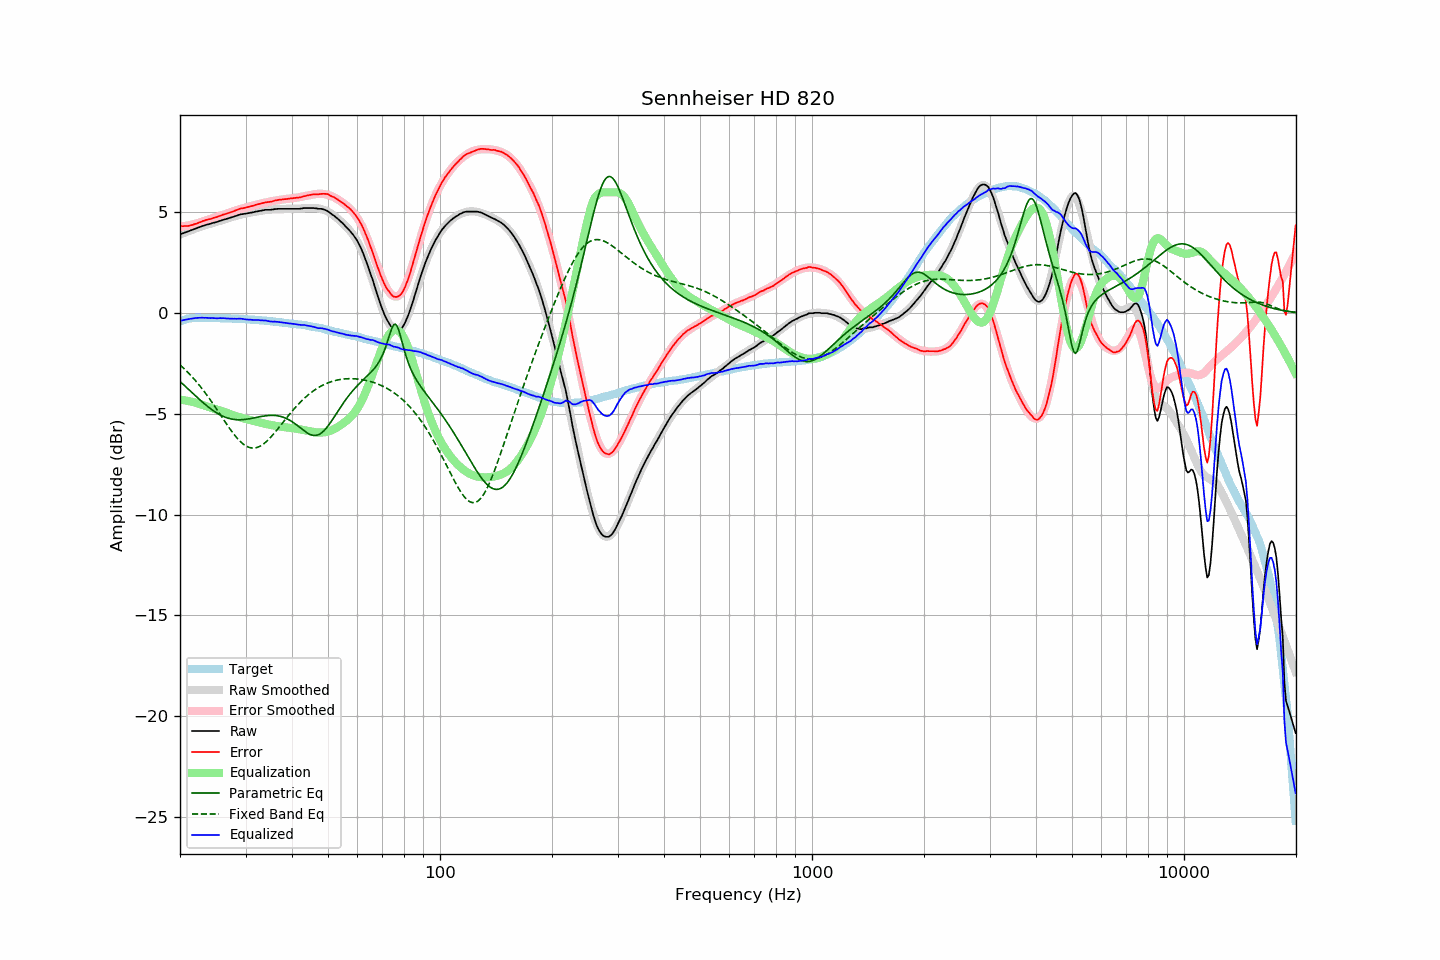 Sennheiser HD 820
Amplitude (dBr)
5
0
−5
−10
−15
−20
−25
Target
Raw Smoothed
Error Smoothed
Raw
Error
Equalization
Parametric Eq
Fixed Band Eq
Equalized
100 1000 10000
Frequency (Hz)